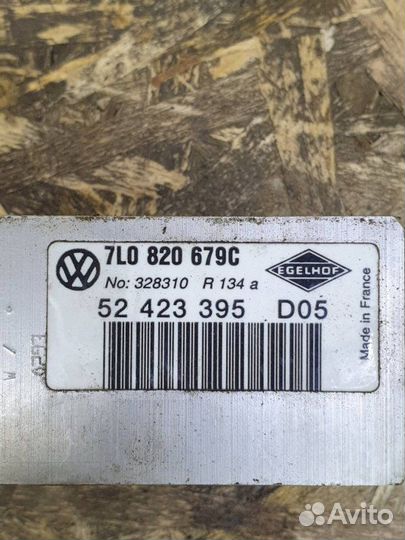 7L0 820 679C
No: 328310 R 134 a
EGELHOF
52 423 395 D05
Made in France
Avito